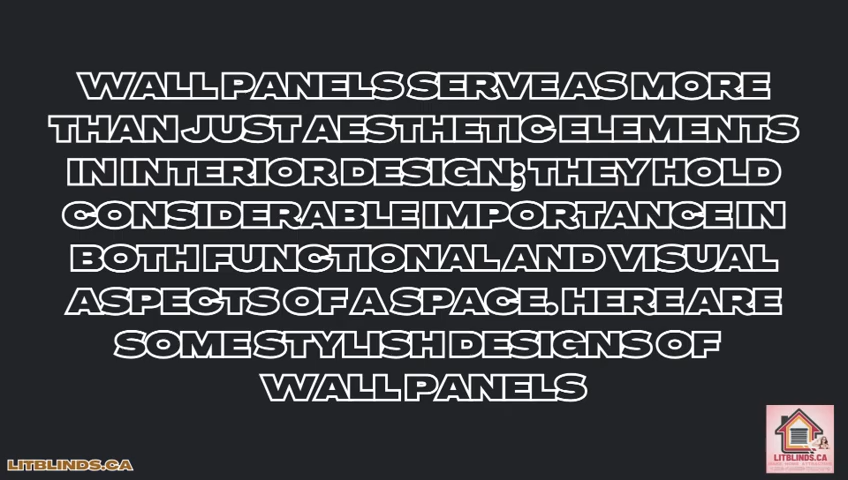 WALL PANELS SERVE AS MORE
THAN JUST AESTHETIC ELEMENTS
IN INTERIOR DESIGN; THEY HOLD
CONSIDERABLE IMPORTANCE IN
BOTH FUNCTIONAL AND VISUAL
ASPECTS OF A SPACE. HERE ARE
SOME STYLISH DESIGNS OF
WALL PANELS
LITBLINDS.CA
LITBLINDS.CA